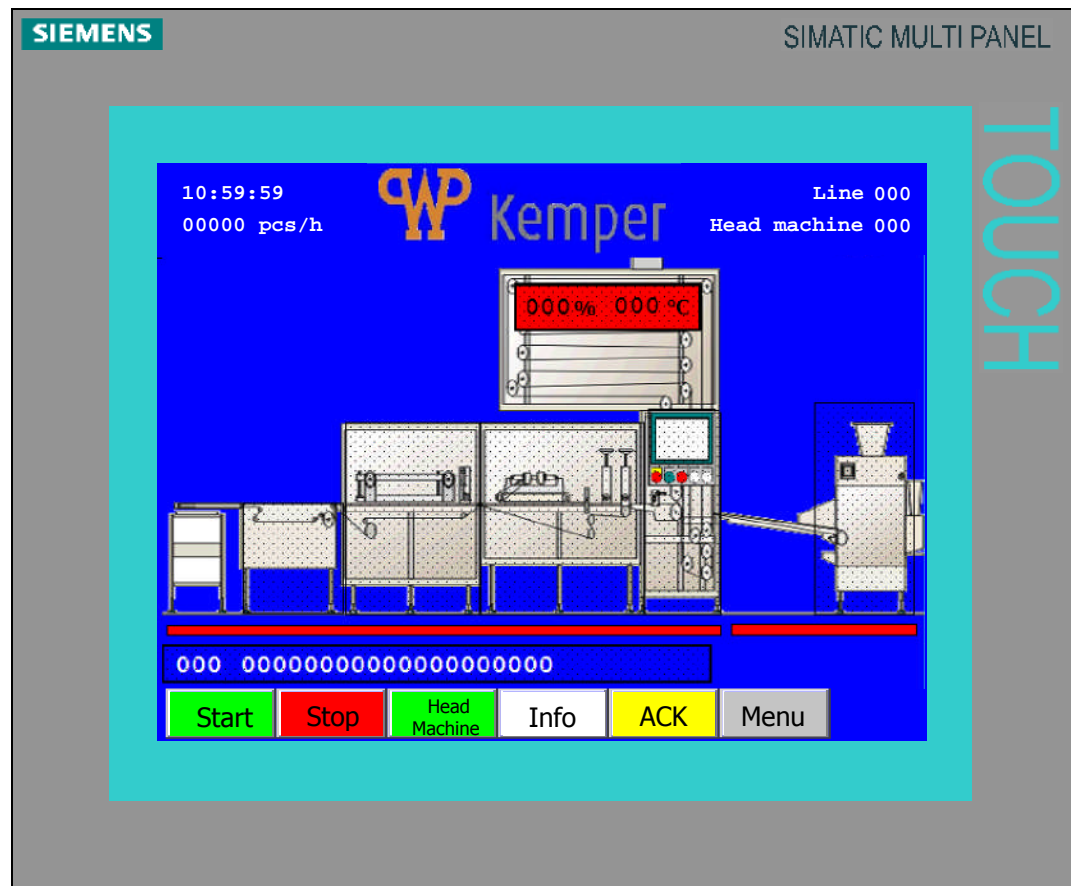 SIEMENS
SIMATIC MULTI PANEL
TOUCH
10:59:59
00000 pcs/h
WP Kemper
Line 000
Head machine 000
000% 000 °C
000 00000000000000000000
Start
Stop
Head
Machine
Info
ACK
Menu